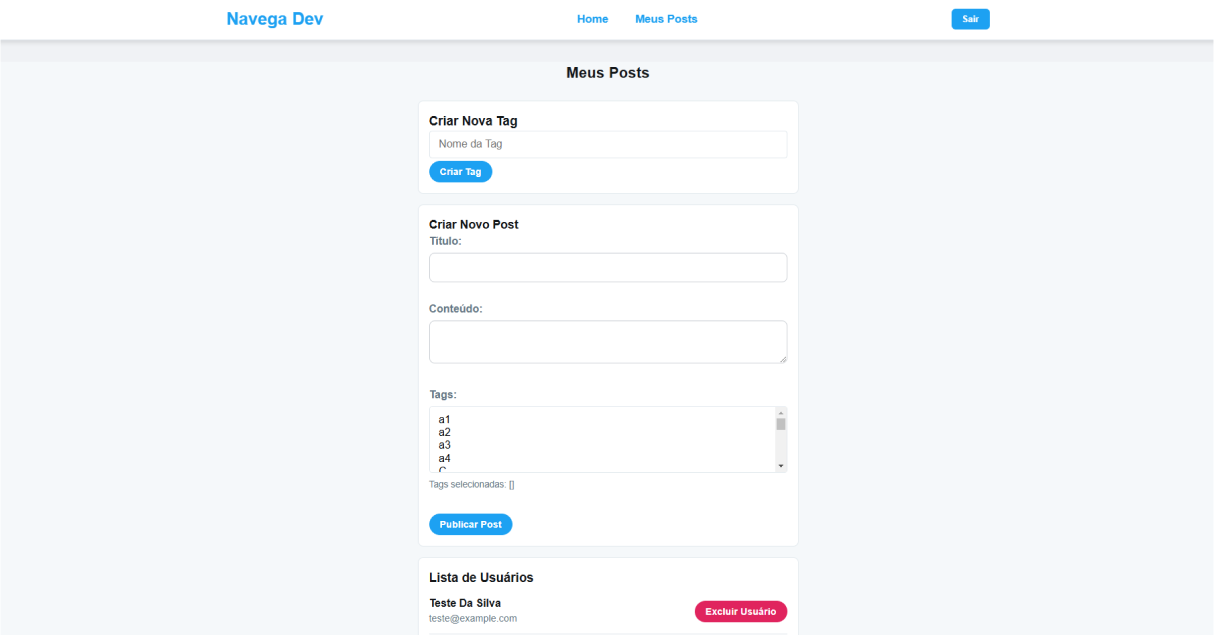 Navega Dev
Home
Meus Posts
Sair
Meus Posts
Criar Nova Tag
Nome da Tag
Criar Tag
Criar Novo Post
Título:
Conteúdo:
Tags:
a1
a2
a3
a4
C
Tags selecionadas: []
Publicar Post
Lista de Usuários
Teste Da Silva
teste@example.com
Excluir Usuário